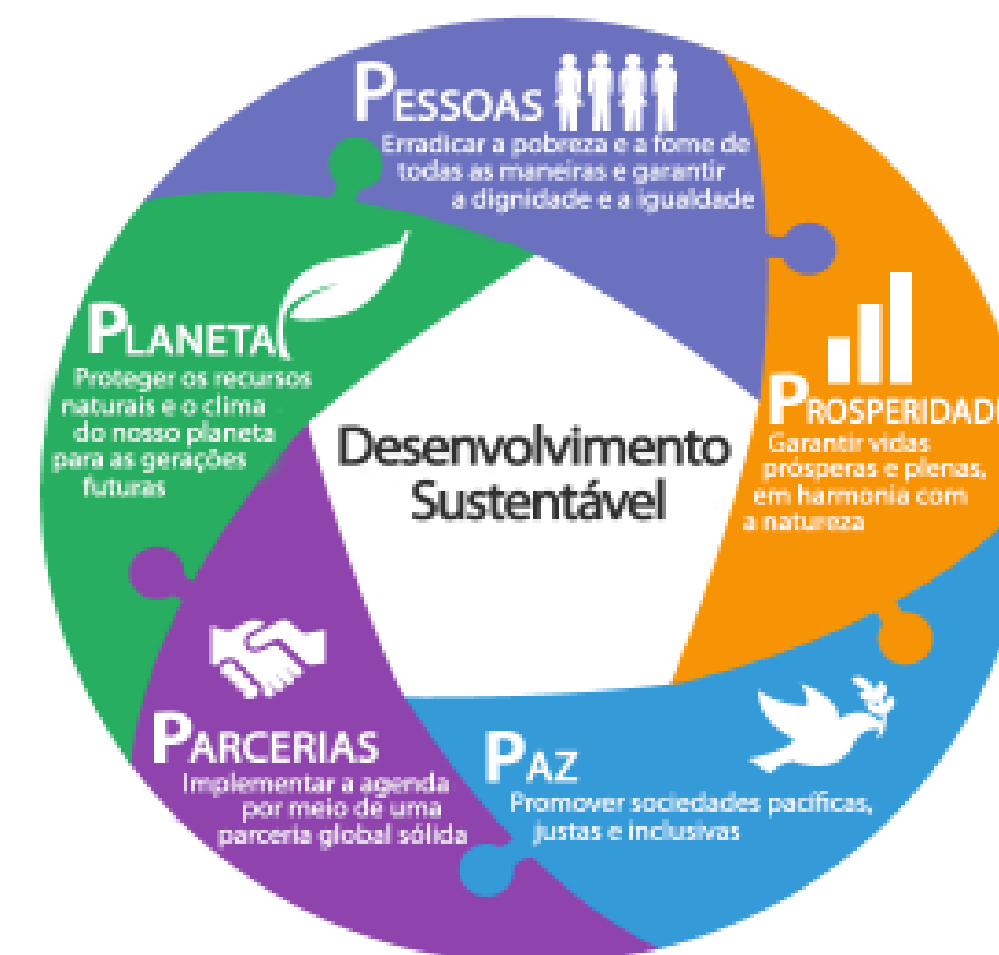 PESSOAS
Erradicar a pobreza e a fome de
todas as maneiras e garantir
a dignidade e a igualdade
PROSPERIDAD
Garantir vidas
prósperas e plenas,
em harmonia com
a natureza
PAZ
Promover sociedades pacíficas,
justas e inclusivas
PARCERIAS
Implementar a agenda
por meio de uma
parceria global sólida
PLANETA
Proteger os recursos
naturais e o clima
do nosso planeta
para as gerações
futuras
Desenvolvimento
Sustentável